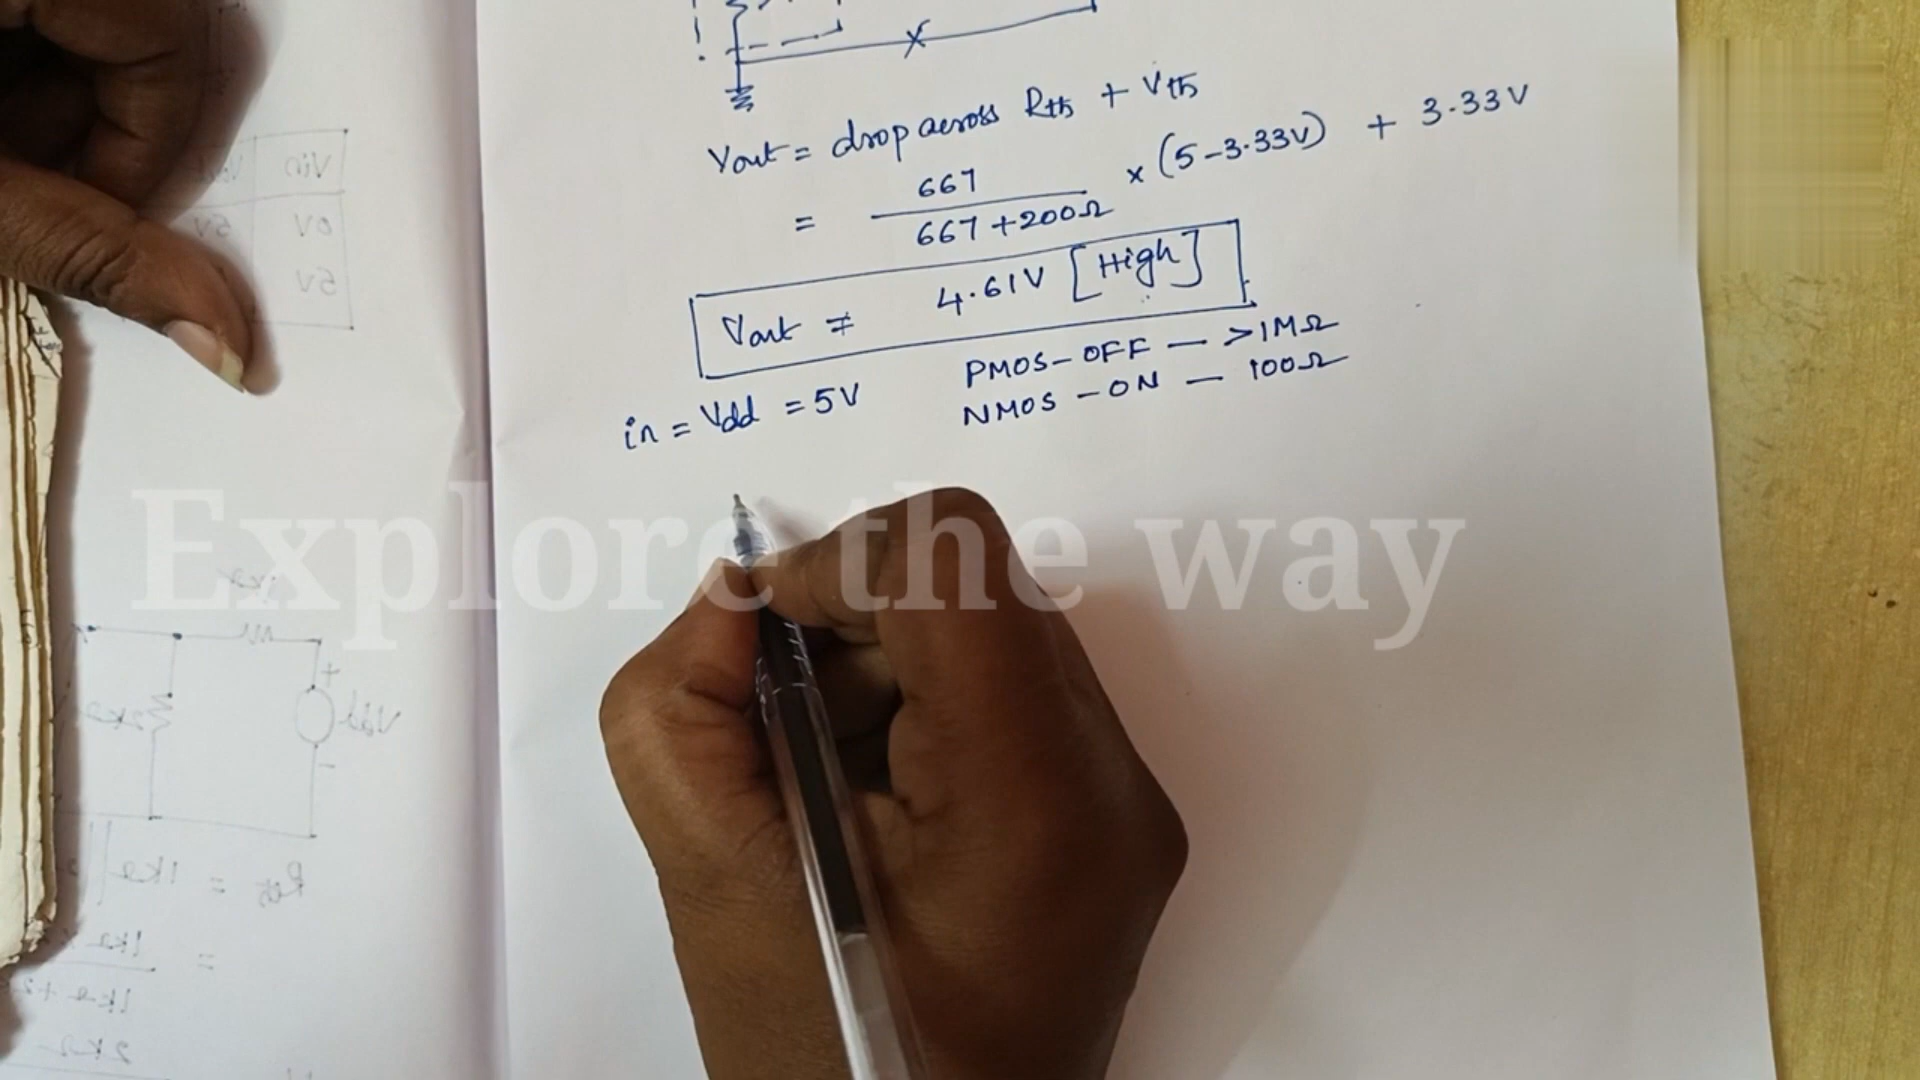 Vout = drop across Rth + Vth
= 667 / 667 + 200Ω × (5 - 3.33V) + 3.33V
Vout = 4.61V [High]
in = Vdd = 5V
PMOS - OFF — >1MΩ
NMOS - ON — 100Ω
Explore the way